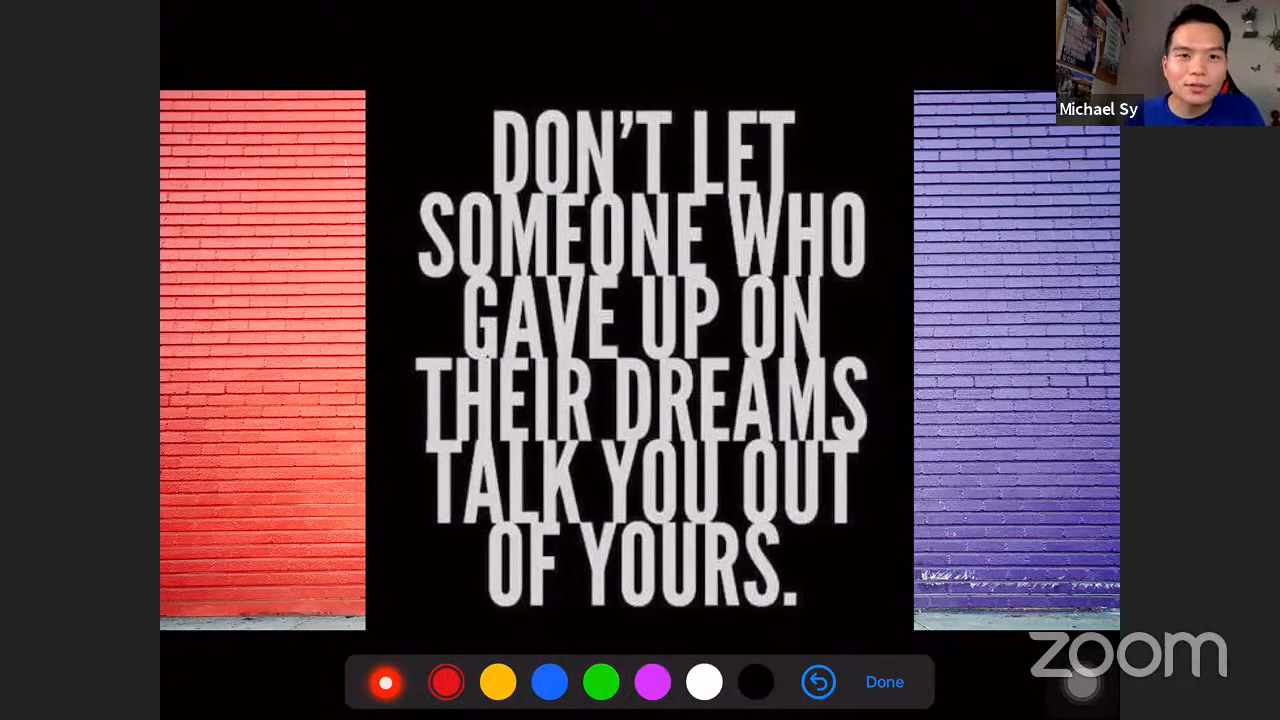 Michael Sy
DON'T LET
SOMEONE WHO
GAVE UP ON
THEIR DREAMS
TALK YOU OUT
OF YOURS.
zoom
Done